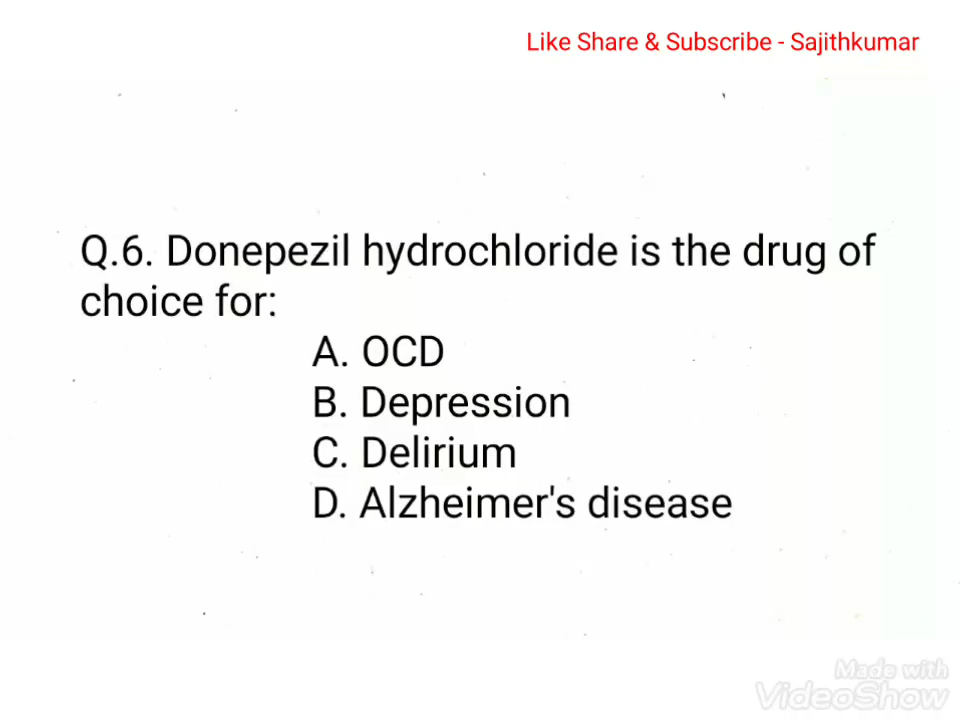 Like Share & Subscribe - Sajithkumar
Q.6. Donepezil hydrochloride is the drug of
choice for:
A. OCD
B. Depression
C. Delirium
D. Alzheimer's disease
Made with
VideoShow